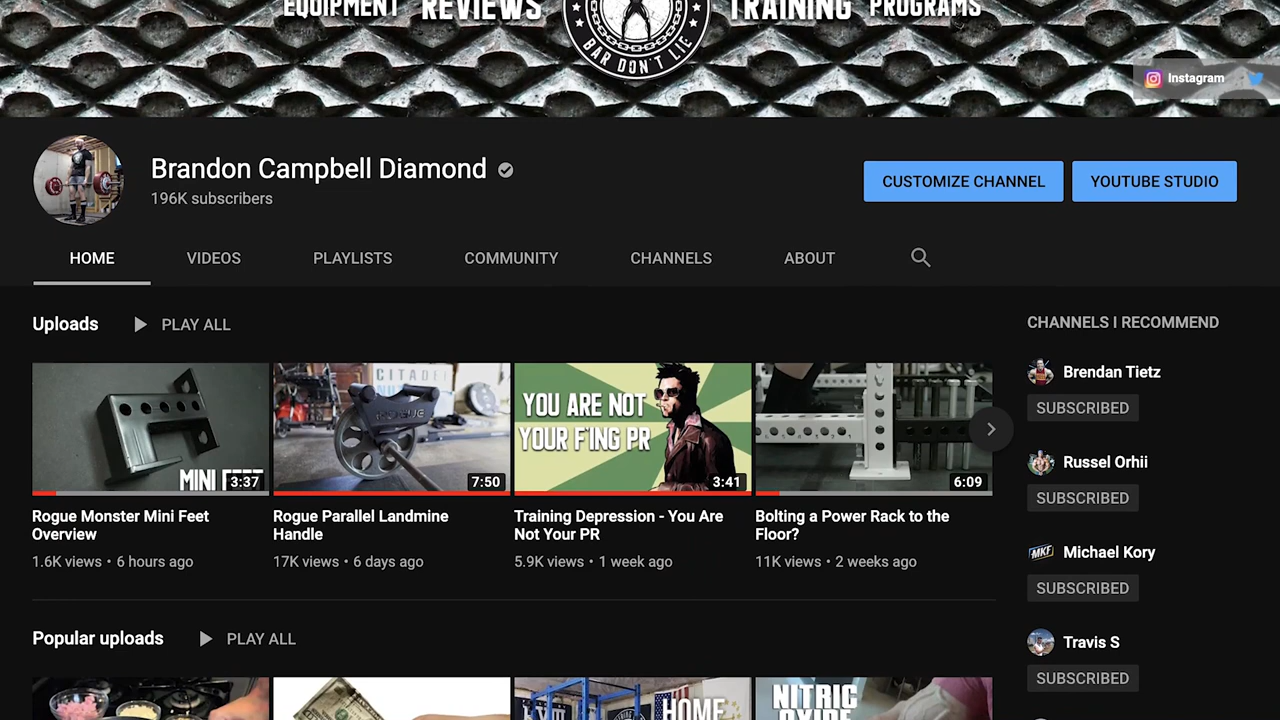 EQUIPMENT REVIEWS TRAINING PROGRAMS
BAR DON'T LIE
Instagram
Brandon Campbell Diamond
196K subscribers
CUSTOMIZE CHANNEL
YOUTUBE STUDIO
HOME
VIDEOS
PLAYLISTS
COMMUNITY
CHANNELS
ABOUT
Uploads
PLAY ALL
MINI FEET
3:37
Rogue Monster Mini Feet
Overview
1.6K views • 6 hours ago
CITADEL
ROGUE
7:50
Rogue Parallel Landmine
Handle
17K views • 6 days ago
YOU ARE NOT
YOUR F'ING PR
3:41
Training Depression - You Are
Not Your PR
5.9K views • 1 week ago
6:09
Bolting a Power Rack to the
Floor?
11K views • 2 weeks ago
Popular uploads
PLAY ALL
HOME
NITRIC
OXIDE
CHANNELS I RECOMMEND
Brendan Tietz
SUBSCRIBED
Russel Orhii
SUBSCRIBED
MKF
Michael Kory
SUBSCRIBED
Travis S
SUBSCRIBED